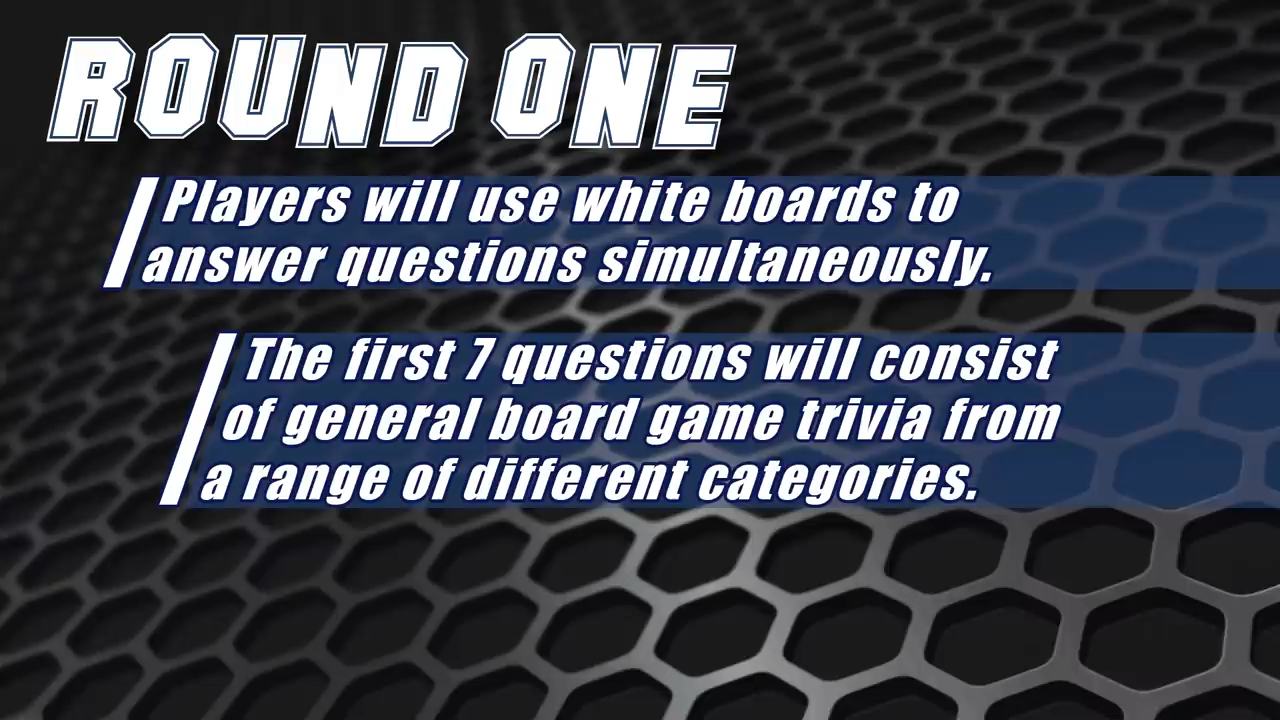 ROUND ONE
Players will use white boards to
answer questions simultaneously.
The first 7 questions will consist
of general board game trivia from
a range of different categories.